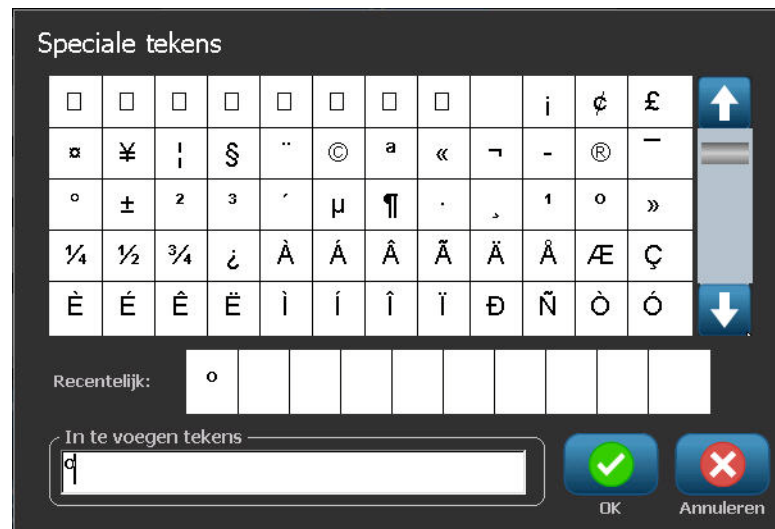 Speciale tekens
□ □ □ □ □ □ □ □ ¡ ¢ £
¤ ¥ ¦ § ¨ © ª « ¬ - ® ¯
° ± ² ³ ´ µ ¶ · ¸ ¹ º »
¼ ½ ¾ ¿ À Á Â Ã Ä Å Æ Ç
È É Ê Ë Ì Í Î Ï Ð Ñ Ò Ó
Recentelijk: º
In te voegen tekens
º
OK Annuleren